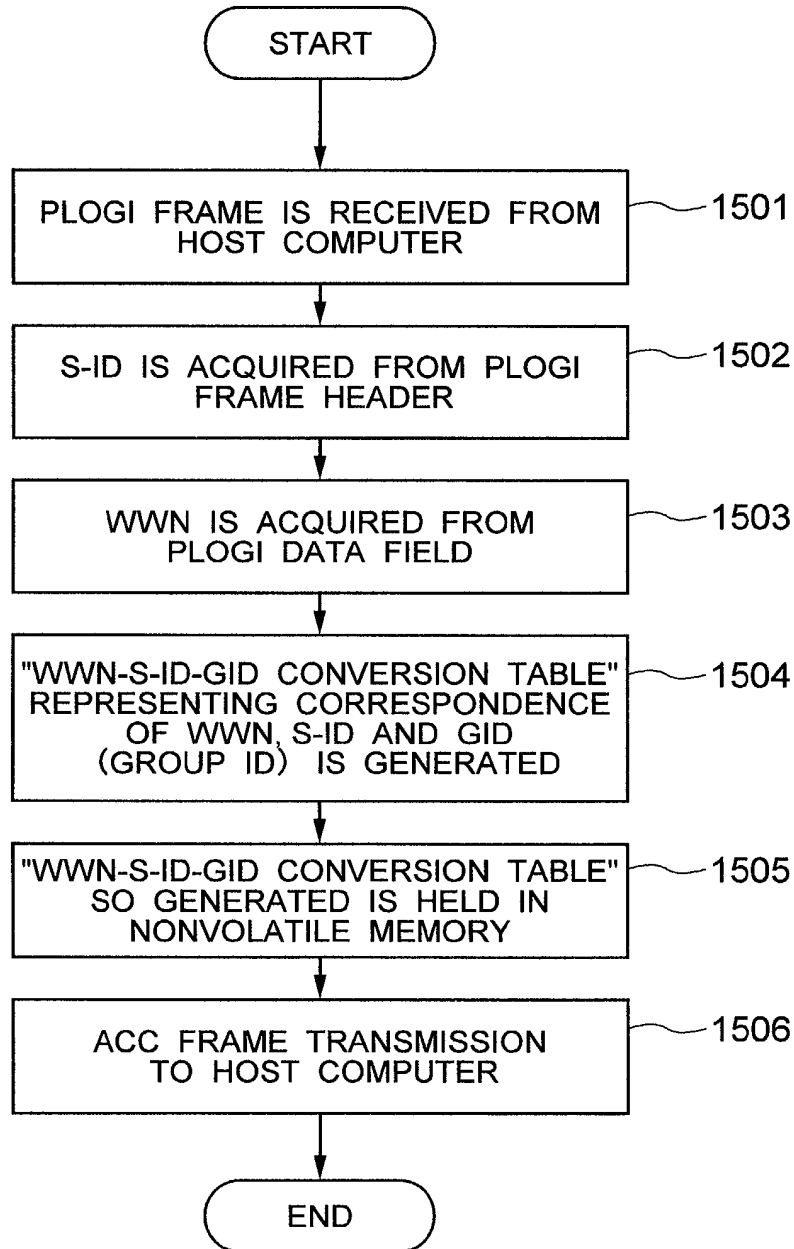 START
PLOGI FRAME IS RECEIVED FROM
HOST COMPUTER
1501
S-ID IS ACQUIRED FROM PLOGI
FRAME HEADER
1502
WWN IS ACQUIRED FROM
PLOGI DATA FIELD
1503
"WWN-S-ID-GID CONVERSION TABLE"
REPRESENTING CORRESPONDENCE
OF WWN, S-ID AND GID
(GROUP ID) IS GENERATED
1504
"WWN-S-ID-GID CONVERSION TABLE"
SO GENERATED IS HELD IN
NONVOLATILE MEMORY
1505
ACC FRAME TRANSMISSION
TO HOST COMPUTER
1506
END